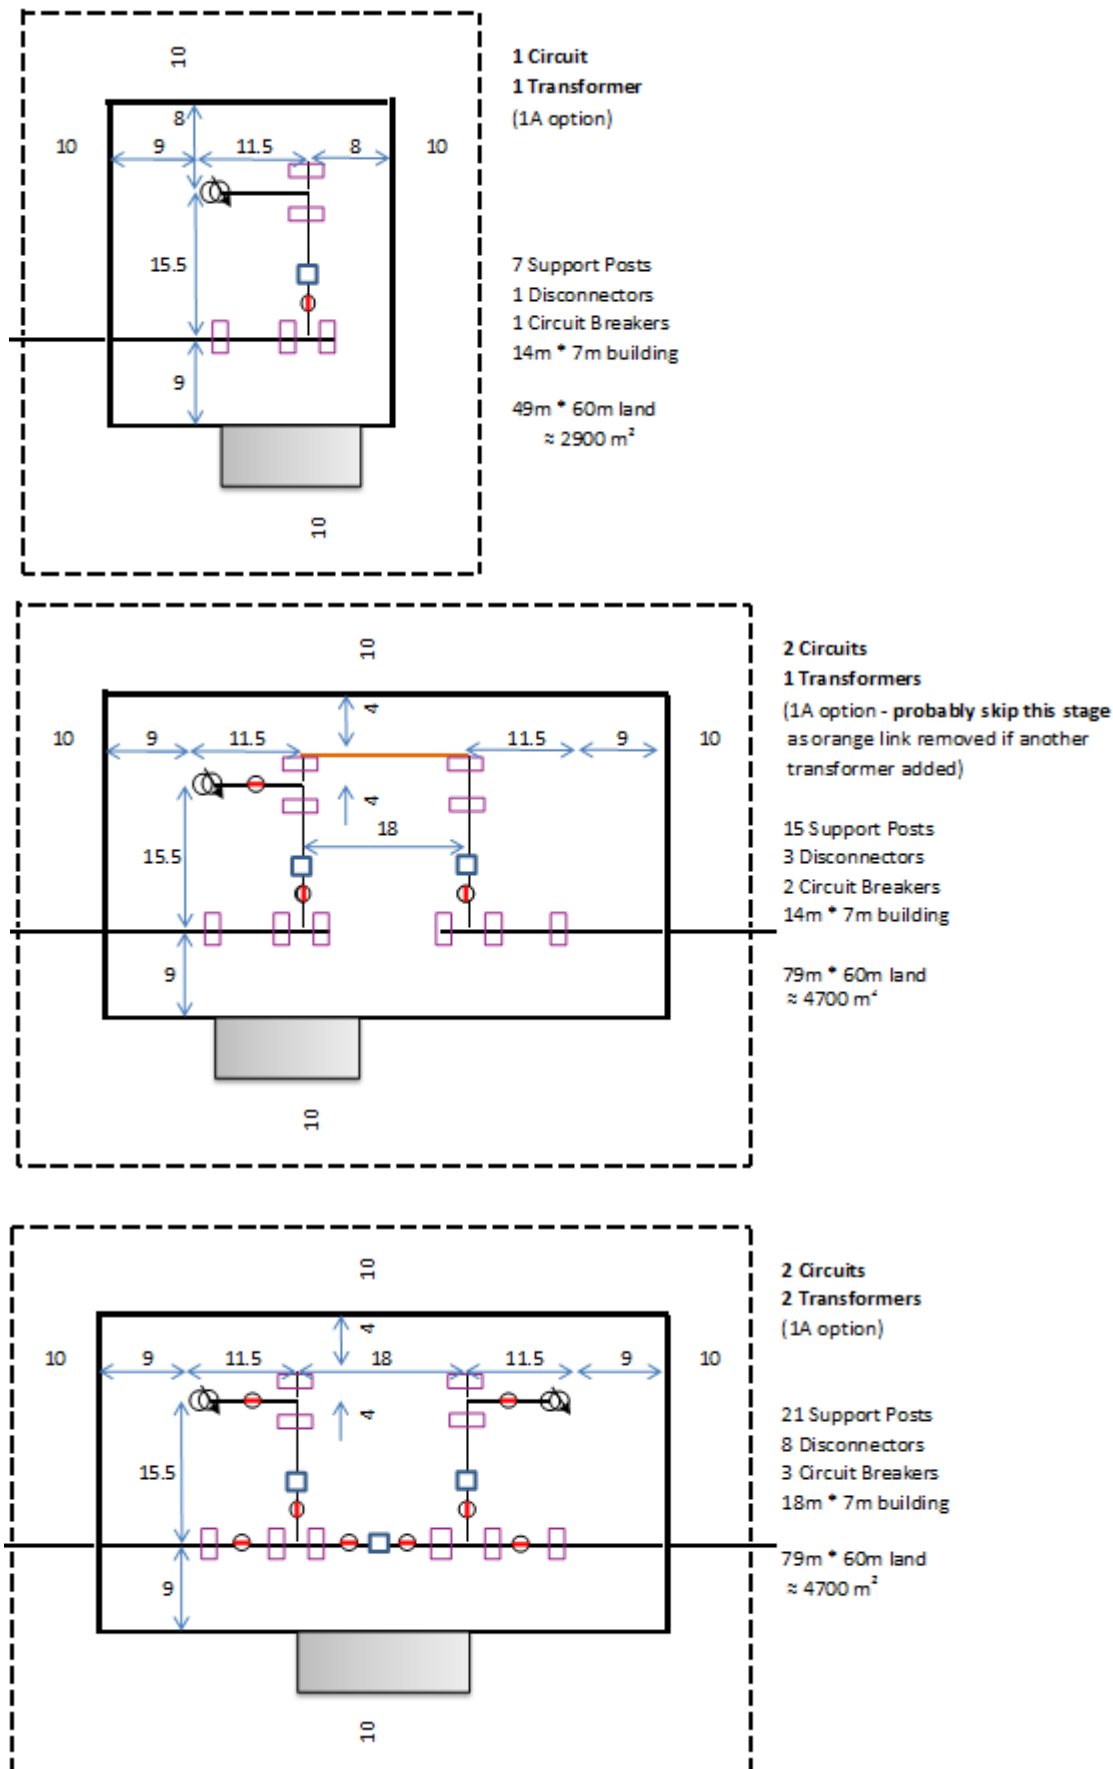 10
1 Circuit
1 Transformer
(1A option)
8
10
9
11.5
8
10
15.5
7 Support Posts
1 Disconnectors
1 Circuit Breakers
14m * 7m building
9
49m * 60m land
≈ 2900 m²
10
10
2 Circuits
1 Transformers
(1A option - probably skip this stage
as orange link removed if another
transformer added)
4
10
9
11.5
11.5
9
10
4
18
15.5
15 Support Posts
3 Disconnectors
2 Circuit Breakers
14m * 7m building
9
79m * 60m land
≈ 4700 m²
10
10
2 Circuits
2 Transformers
(1A option)
4
10
9
11.5
18
11.5
9
10
4
15.5
21 Support Posts
8 Disconnectors
3 Circuit Breakers
18m * 7m building
9
79m * 60m land
≈ 4700 m²
10